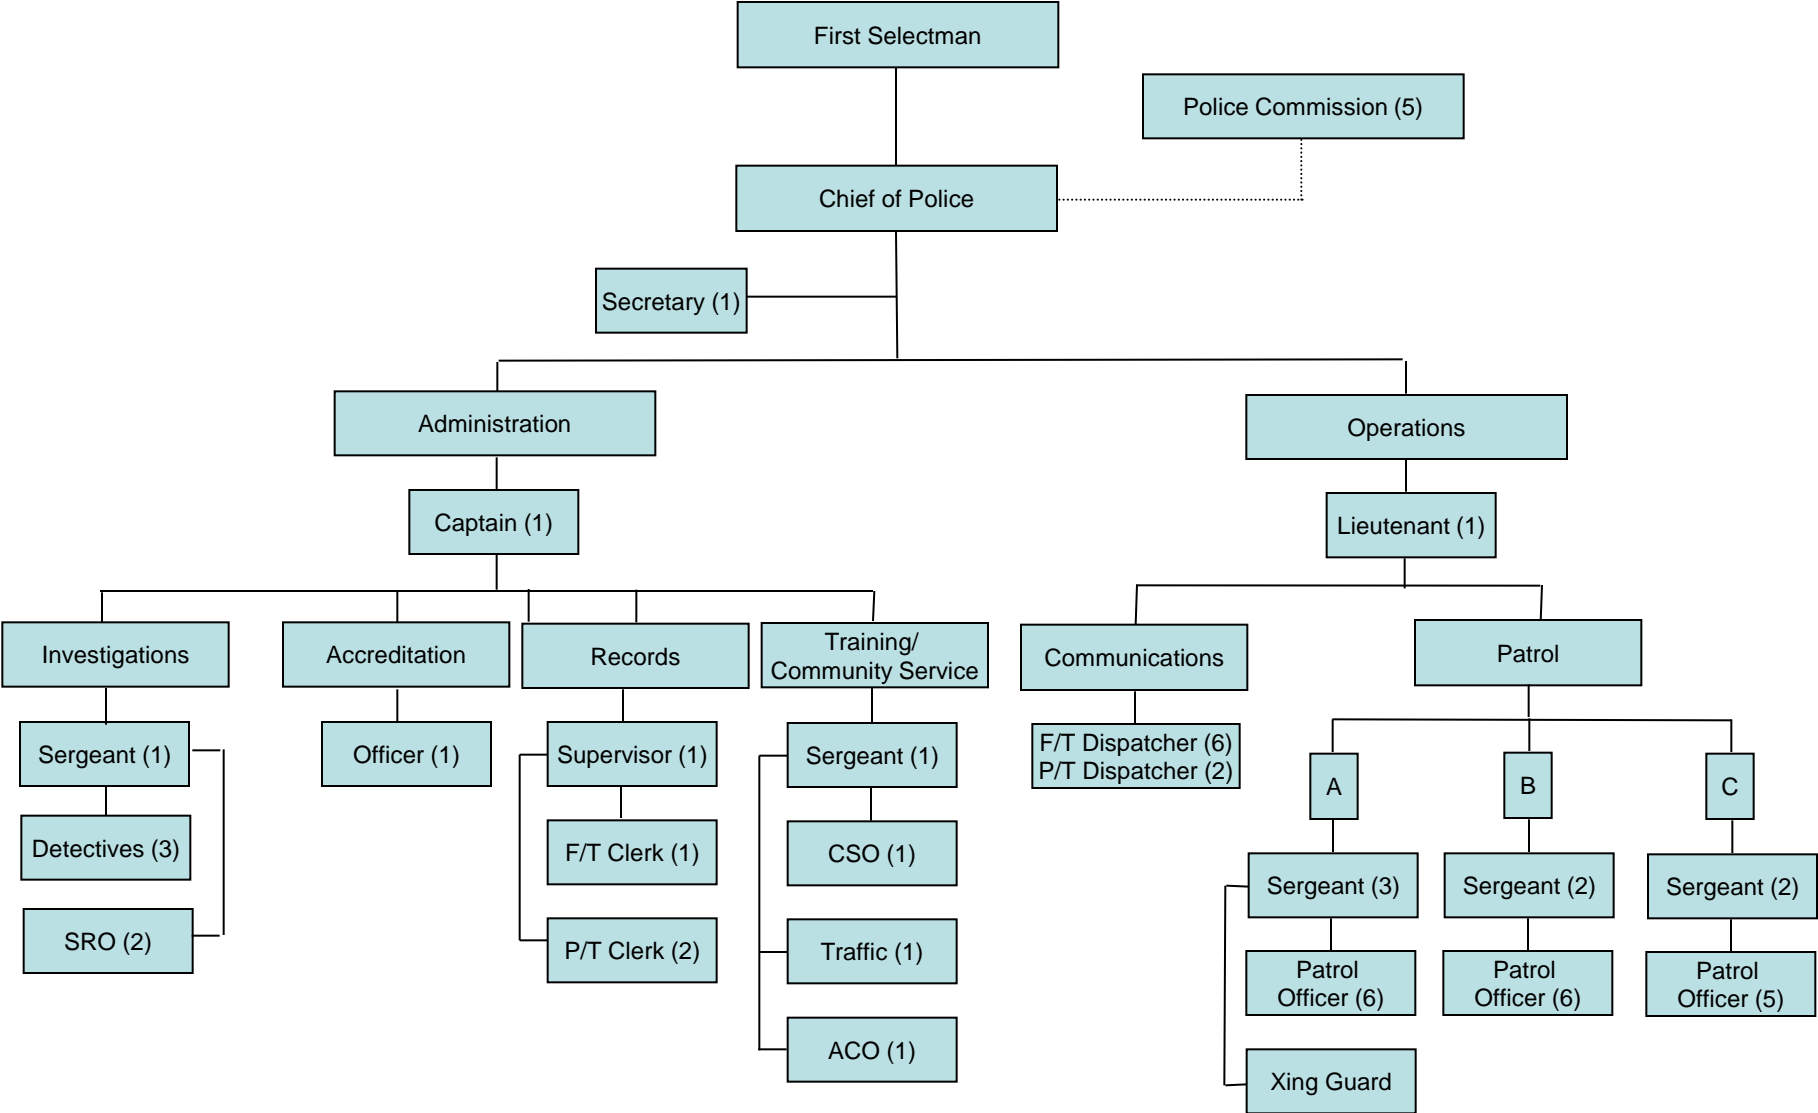 First Selectman
Police Commission (5)
Chief of Police
Secretary (1)
Administration
Operations
Captain (1)
Lieutenant (1)
Investigations
Accreditation
Records
Training/
Community Service
Communications
Patrol
Sergeant (1)
Officer (1)
Supervisor (1)
Sergeant (1)
F/T Dispatcher (6)
P/T Dispatcher (2)
A
B
C
Detectives (3)
F/T Clerk (1)
CSO (1)
Sergeant (3)
Sergeant (2)
Sergeant (2)
SRO (2)
P/T Clerk (2)
Traffic (1)
Patrol
Officer (6)
Patrol
Officer (6)
Patrol
Officer (5)
ACO (1)
Xing Guard